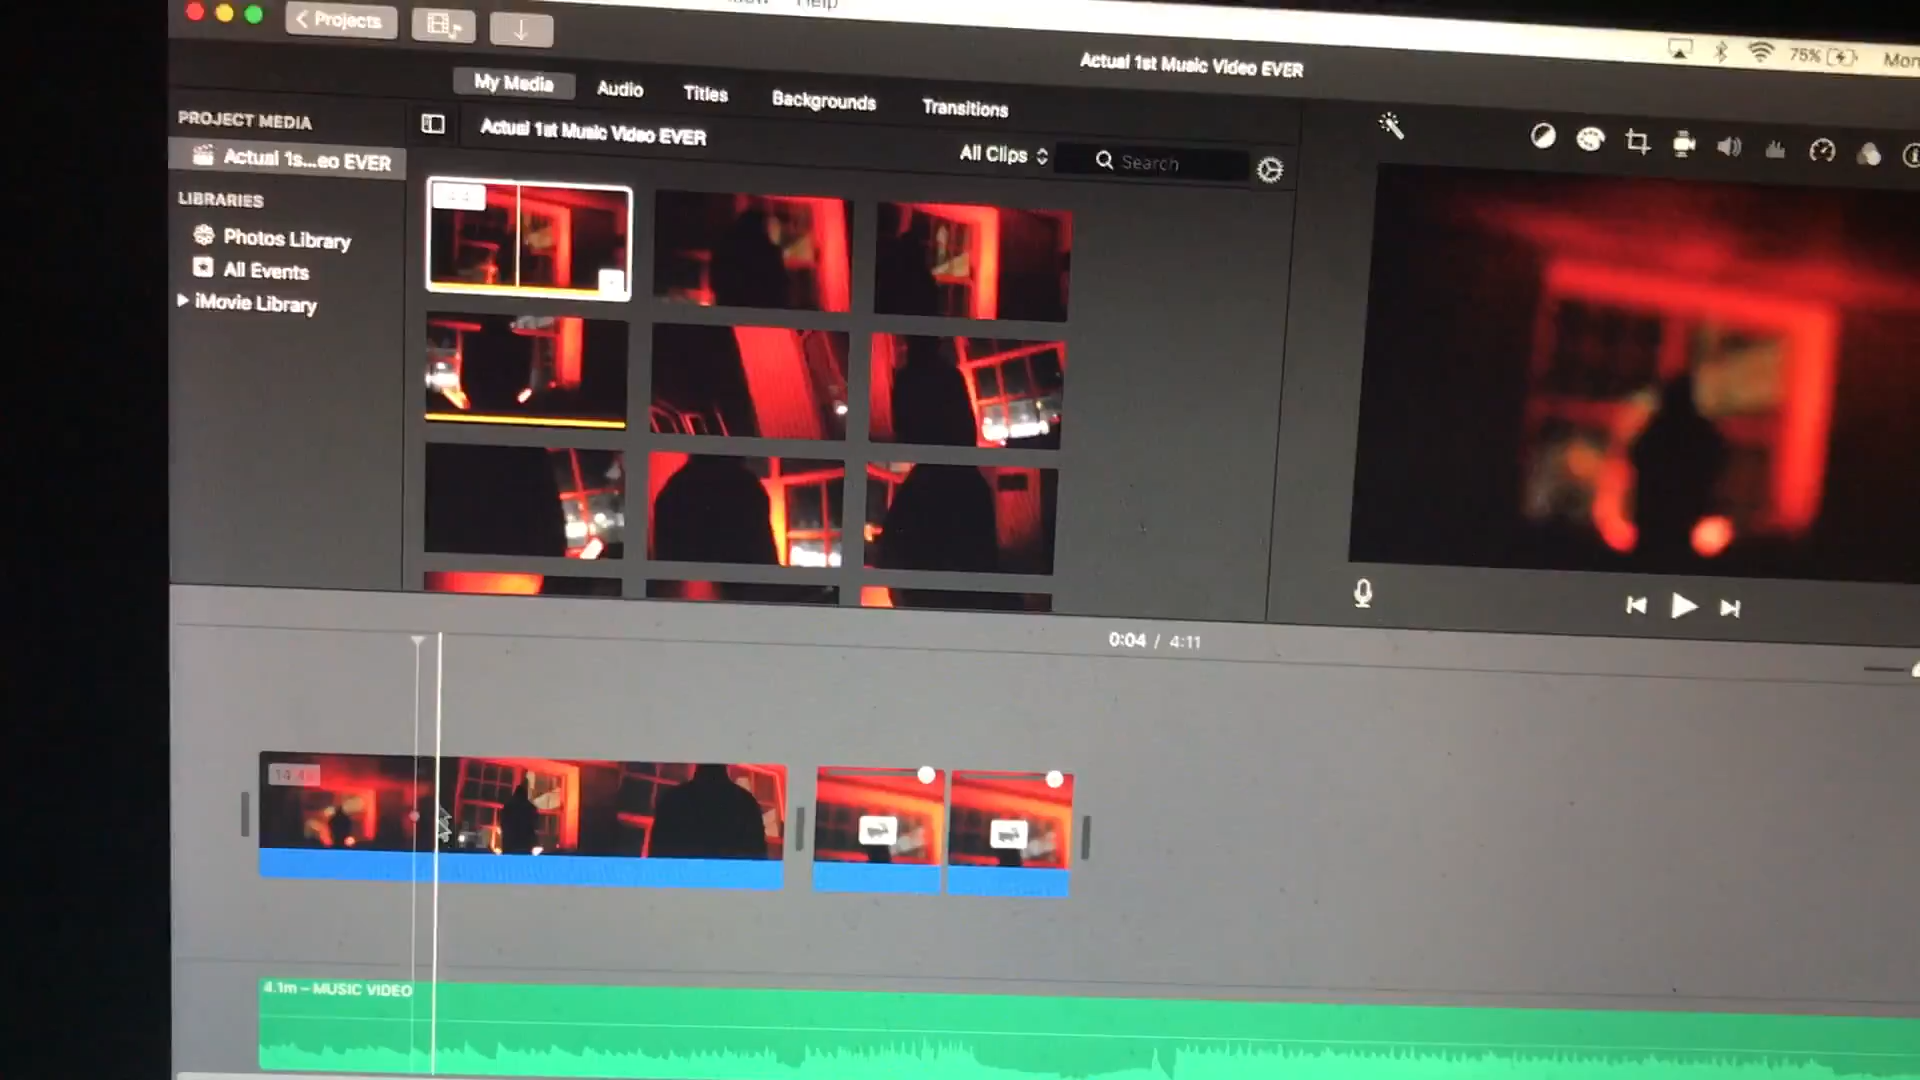 Help
Projects
Actual 1st Music Video EVER
75%
Mon
My Media
Audio
Titles
Backgrounds
Transitions
PROJECT MEDIA
Actual 1st Music Video EVER
All Clips
Search
Actual 1s...eo EVER
LIBRARIES
Photos Library
All Events
iMovie Library
0:04 / 4:11
4.1m – MUSIC VIDEO